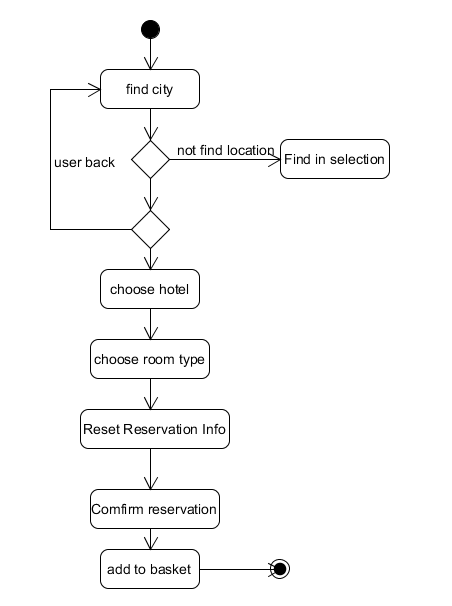 find city
not find location
Find in selection
user back
choose hotel
choose room type
Reset Reservation Info
Comfirm reservation
add to basket